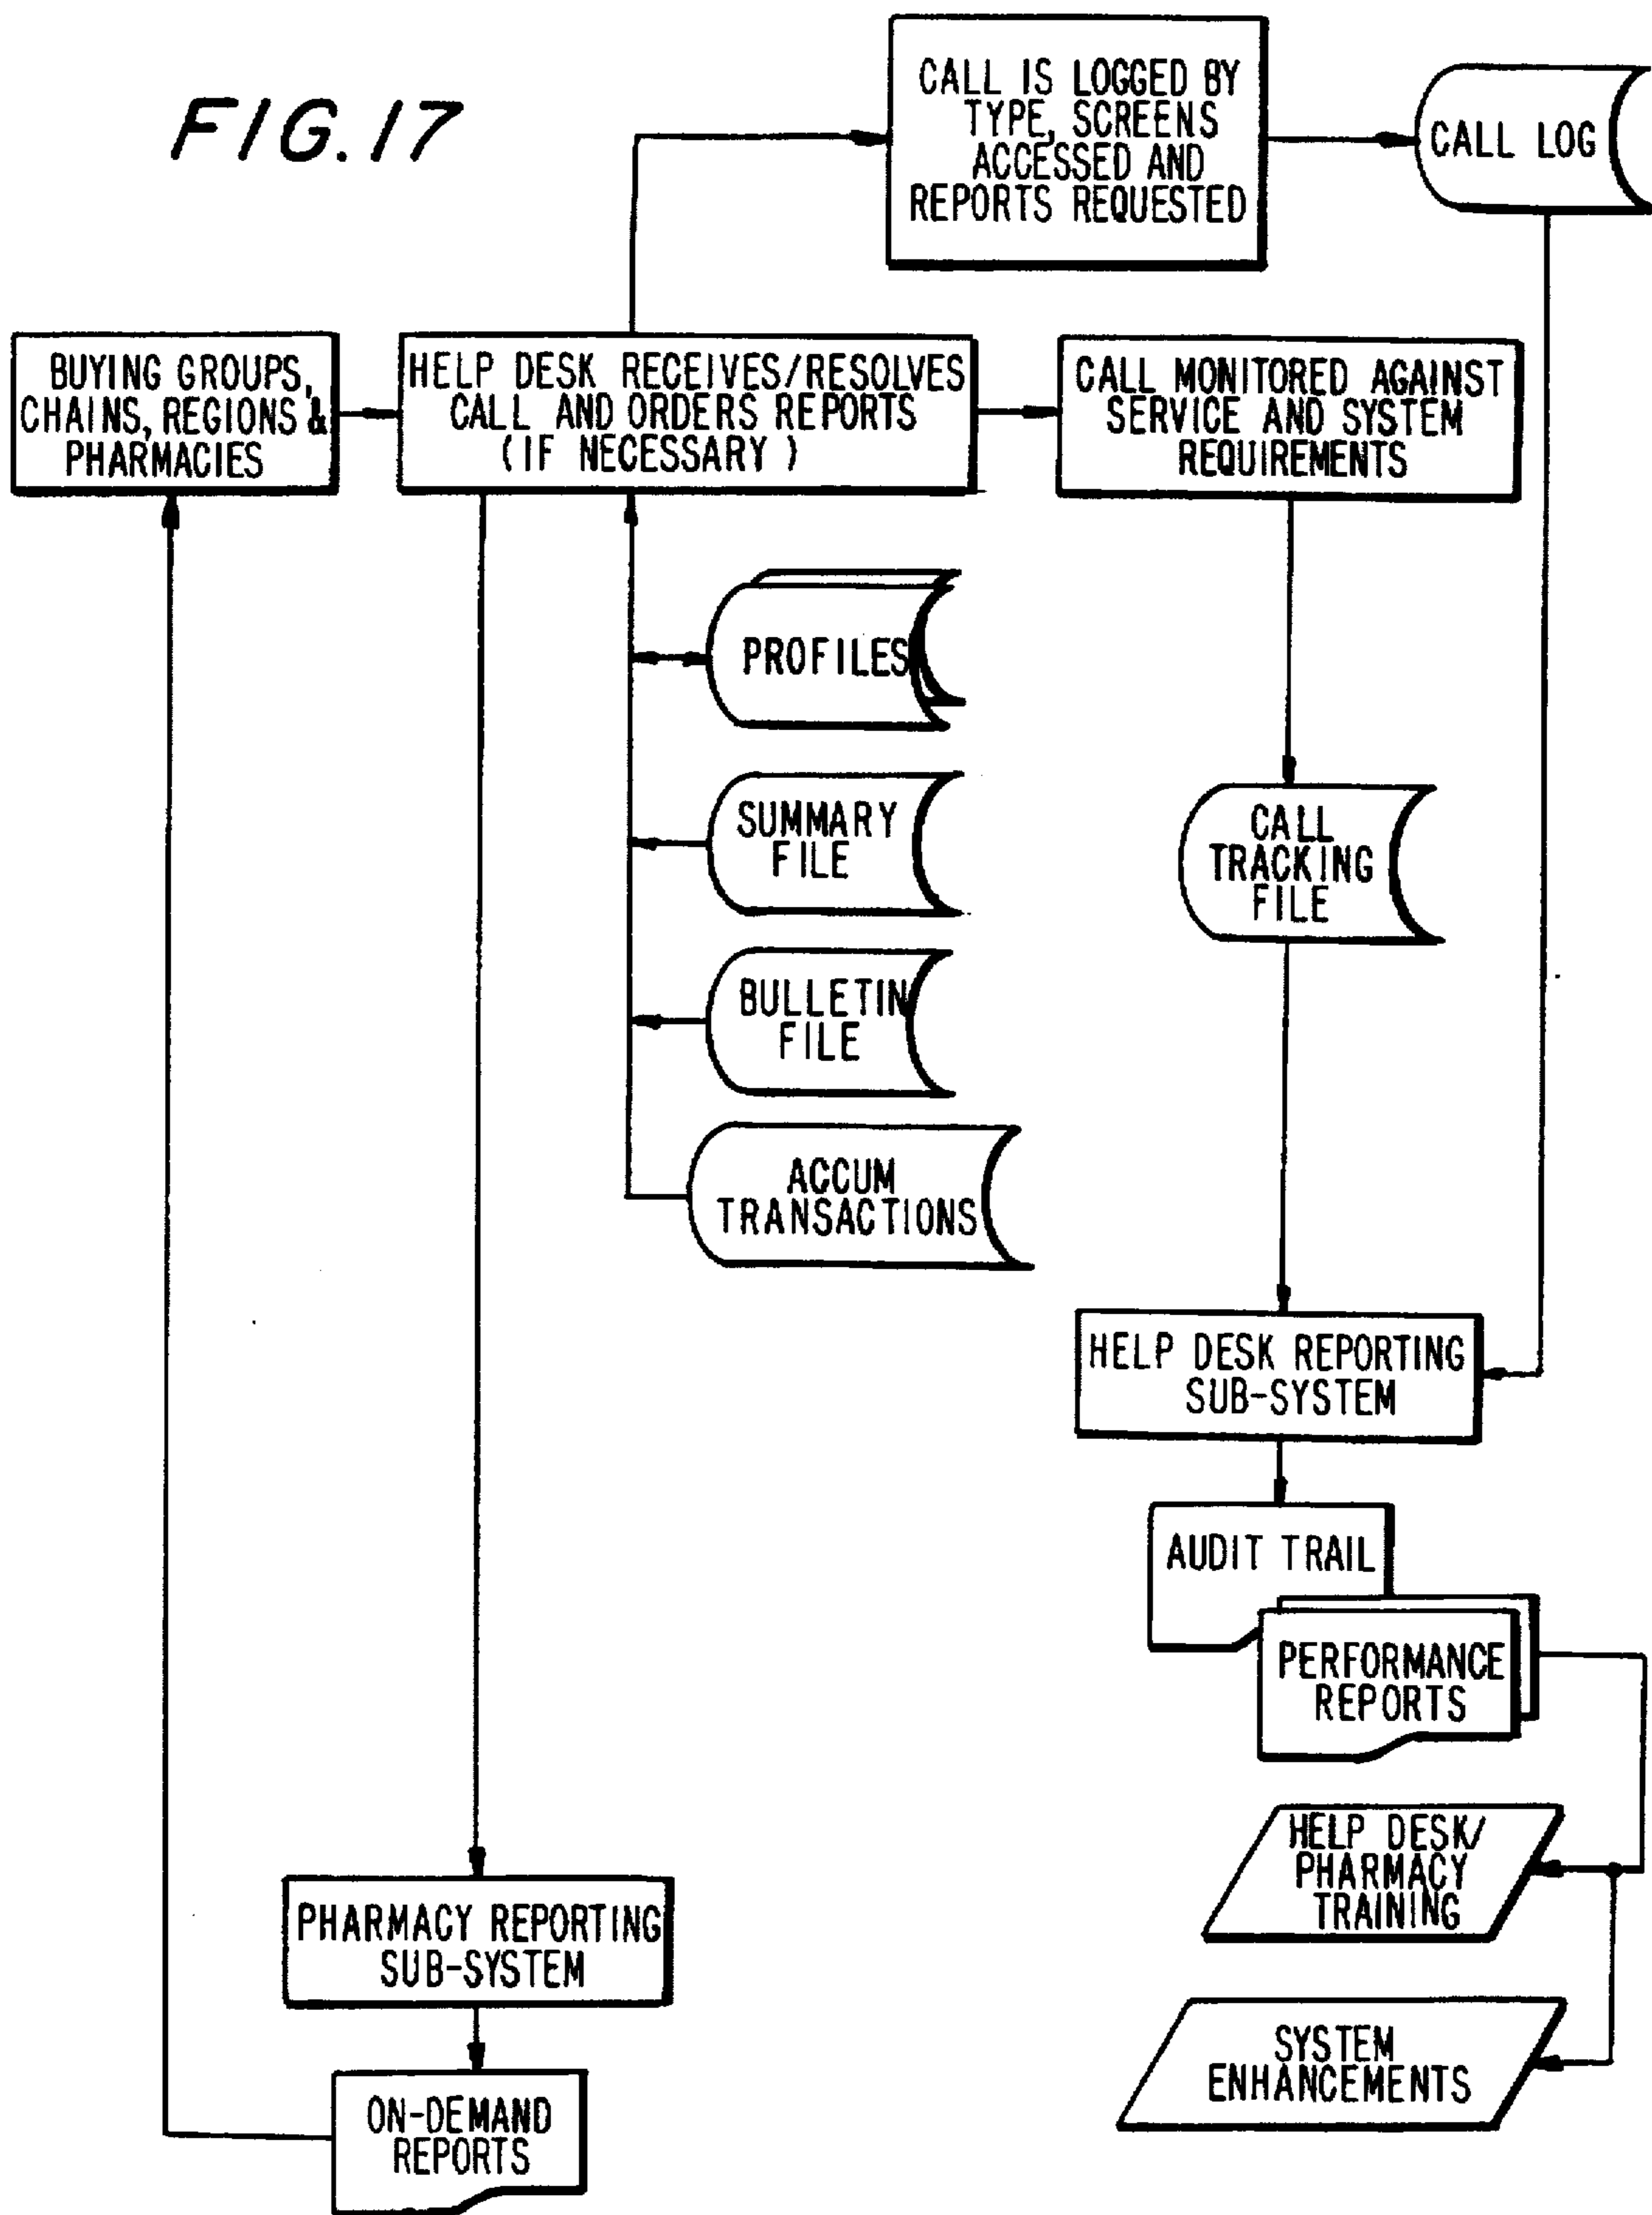 FIG. 17
CALL IS LOGGED BY
TYPE, SCREENS
ACCESSED AND
REPORTS REQUESTED
CALL LOG
BUYING GROUPS,
CHAINS, REGIONS &
PHARMACIES
HELP DESK RECEIVES/RESOLVES
CALL AND ORDERS REPORTS
(IF NECESSARY)
CALL MONITORED AGAINST
SERVICE AND SYSTEM
REQUIREMENTS
PROFILES
SUMMARY
FILE
BULLETIN
FILE
ACCUM
TRANSACTIONS
CALL
TRACKING
FILE
HELP DESK REPORTING
SUB-SYSTEM
AUDIT TRAIL
PERFORMANCE
REPORTS
HELP DESK/
PHARMACY
TRAINING
SYSTEM
ENHANCEMENTS
PHARMACY REPORTING
SUB-SYSTEM
ON-DEMAND
REPORTS